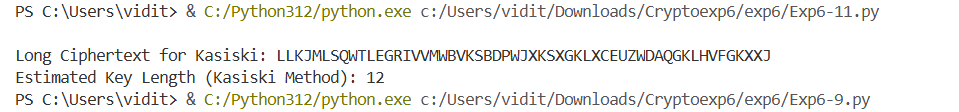 PS C:\Users\vidit> & C:/Python312/python.exe c:/Users/vidit/Downloads/Cryptoexp6/exp6/Exp6-11.py
Long Ciphertext for Kasiski: LLKJMLSQWTLEGRIVVMWBVKSBDPWJXKSXGKLXCEUZWDAQGKLHVFGKXXJ
Estimated Key Length (Kasiski Method): 12
PS C:\Users\vidit> & C:/Python312/python.exe c:/Users/vidit/Downloads/Cryptoexp6/exp6/Exp6-9.py